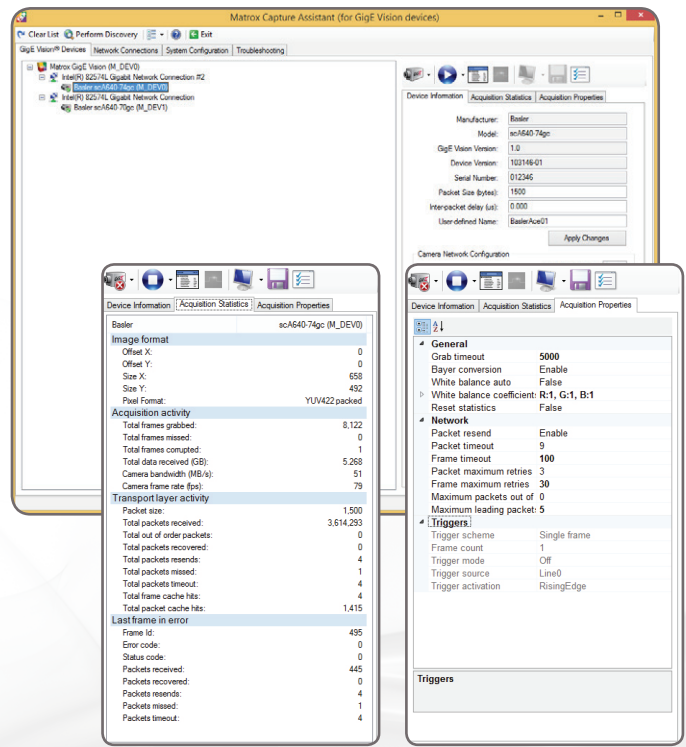 Matrox Capture Assistant (for GigE Vision devices)
Clear List Perform Discovery Exit
GigE Vision® Devices Network Connections System Configuration Troubleshooting
Matrox GigE Vision (M_DEV0)
Intel(R) 82574L Gigabit Network Connection #2
Basler scA640-74gc (M_DEV0)
Intel(R) 82574L Gigabit Network Connection
Basler scA640-70gc (M_DEV1)
Device Information Acquisition Statistics Acquisition Properties
Manufacturer: Basler
Model: scA640-74gc
GigE Vision Version: 1.0
Device Version: 103146-01
Serial Number: 012346
Packet Size (bytes): 1500
Inter-packet delay (us): 0.000
User-defined Name: BaslerAce01
Apply Changes
Camera Network Configuration
Device Information Acquisition Statistics Acquisition Properties
Basler scA640-74gc (M_DEV0)
Image format
Offset X: 0
Offset Y: 0
Size X: 658
Size Y: 492
Pixel Format: YUV422 packed
Acquisition activity
Total frames grabbed: 8,122
Total frames missed: 0
Total frames corrupted: 1
Total data received (GB): 5.268
Camera bandwidth (MB/s): 51
Camera frame rate (fps): 79
Transport layer activity
Packet size: 1,500
Total packets received: 3,614,293
Total out of order packets: 0
Total packets recovered: 0
Total packets resends: 4
Total packets missed: 1
Total packets timeout: 4
Total frame cache hits: 4
Total packet cache hits: 1,415
Last frame in error
Frame Id: 495
Error code: 0
Status code: 0
Packets received: 445
Packets recovered: 0
Packets resends: 4
Packets missed: 1
Packets timeout: 4
Device Information Acquisition Statistics Acquisition Properties
General
Grab timeout 5000
Bayer conversion Enable
White balance auto False
White balance coefficient: R:1, G:1, B:1
Reset statistics False
Network
Packet resend Enable
Packet timeout 9
Frame timeout 100
Packet maximum retries 3
Frame maximum retries 30
Maximum packets out of 0
Maximum leading packet: 5
Triggers
Trigger scheme Single frame
Frame count 1
Trigger mode Off
Trigger source Line0
Trigger activation RisingEdge
Triggers